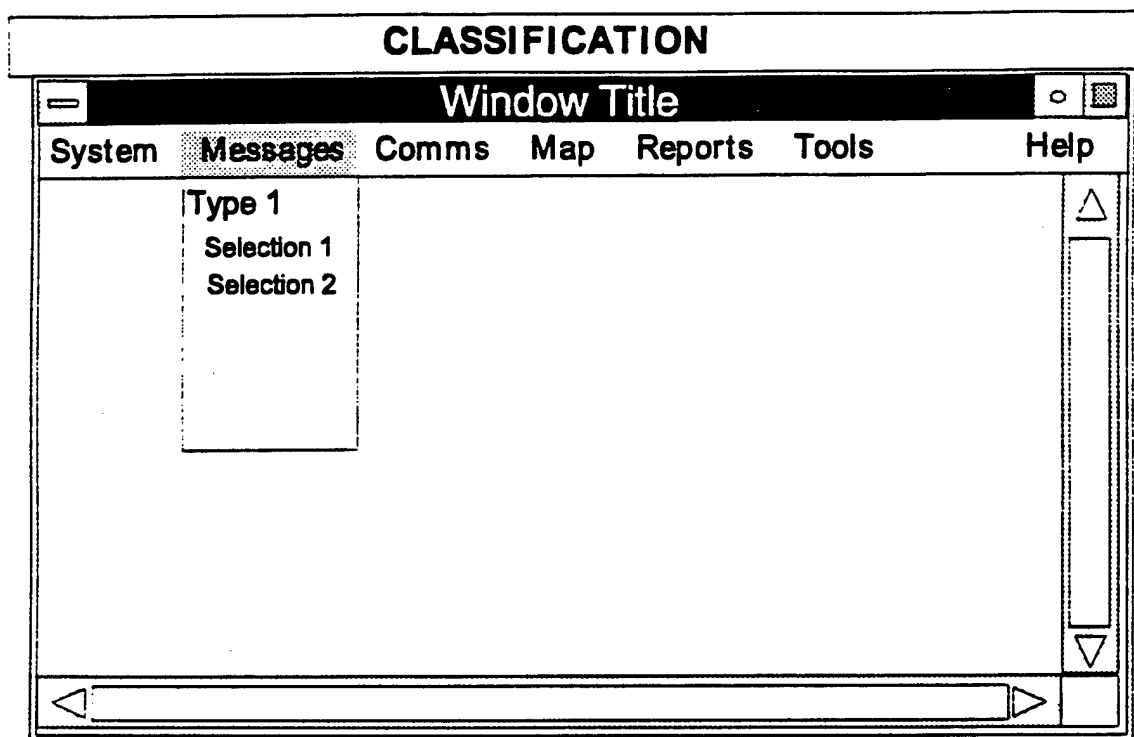 CLASSIFICATION
Window Title
System Messages Comms Map Reports Tools Help
Type 1
Selection 1
Selection 2